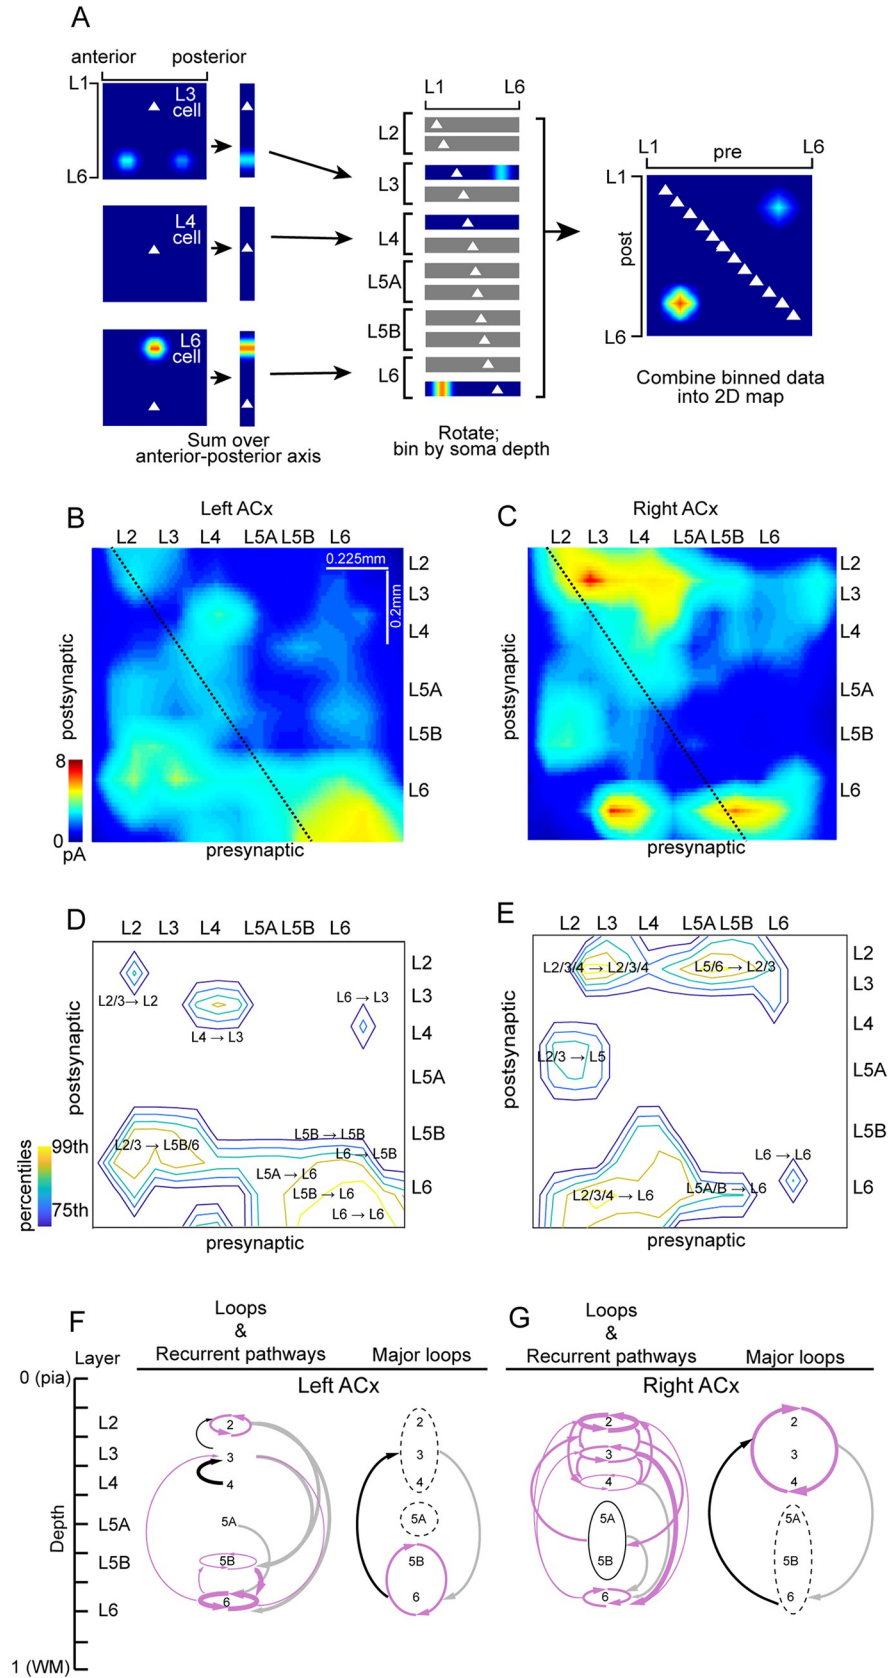 A
anterior posterior
L1
L6
L3
cell
L4
cell
L6
cell
Sum over
anterior-posterior axis
L1 L6
L2
L3
L4
L5A
L5B
L6
Rotate;
bin by soma depth
L1 pre L6
L1
post
L6
Combine binned data
into 2D map
B
Left ACx
L2 L3 L4 L5A L5B L6
0.225mm
0.2mm
L2
L3
L4
L5A
L5B
L6
postsynaptic
8
0
pA
presynaptic
C
Right ACx
L2 L3 L4 L5A L5B L6
L2
L3
L4
L5A
L5B
L6
postsynaptic
presynaptic
D
L2 L3 L4 L5A L5B L6
L2
L3
L4
L5A
L5B
L6
postsynaptic
L2/3→ L2
L4 → L3
L6 → L3
L2/3 → L5B/6
L5B → L5B
L6 → L5B
L5A → L6
L5B → L6
L6 → L6
percentiles
99th
75th
presynaptic
E
L2 L3 L4 L5A L5B L6
L2
L3
L4
L5A
L5B
L6
postsynaptic
L2/3/4 → L2/3/4
L5/6 → L2/3
L2/3 → L5
L6 → L6
L2/3/4 → L6
L5A/B → L6
presynaptic
F
Loops
&
Recurrent pathways
Layer
Major loops
Left ACx
0 (pia)
L2
L3
L4
L5A
L5B
L6
Depth
1 (WM)
2
3
4
5A
5B
6
2
3
4
5A
5B
6
G
Loops
&
Recurrent pathways
Major loops
Right ACx
2
3
4
5A
5B
6
2
3
4
5A
5B
6